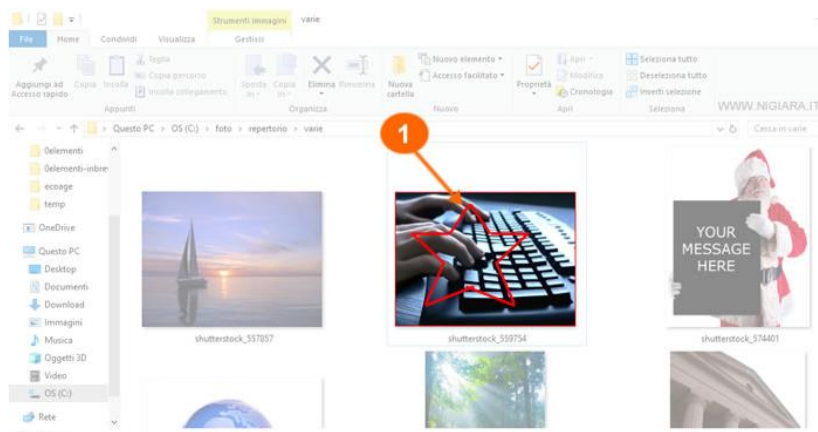 Strumenti immagini varie
File Home Condividi Visualizza Gestisci
Aggiungi ad Accesso rapido
Copia
Incolla
Taglia
Copia percorso
Incolla collegamento
Appunti
Sposta in
Copia in
Elimina
Rinomina
Organizza
Nuova cartella
Nuovo elemento
Accesso facilitato
Nuovo
Proprietà
Apri
Modifica
Cronologia
Apri
Seleziona tutto
Deseleziona tutto
Inverti selezione
Seleziona
WWW.NIGIARA.IT
Questo PC > OS (C:) > foto > repertorio > varie
Cerca in varie
1
0elementi
0elementi-inbre
ecoage
temp
OneDrive
Questo PC
Desktop
Documenti
Download
Immagini
Musica
Oggetti 3D
Video
OS (C:)
Rete
YOUR
MESSAGE
HERE
shutterstock_557857
shutterstock_559754
shutterstock_574401